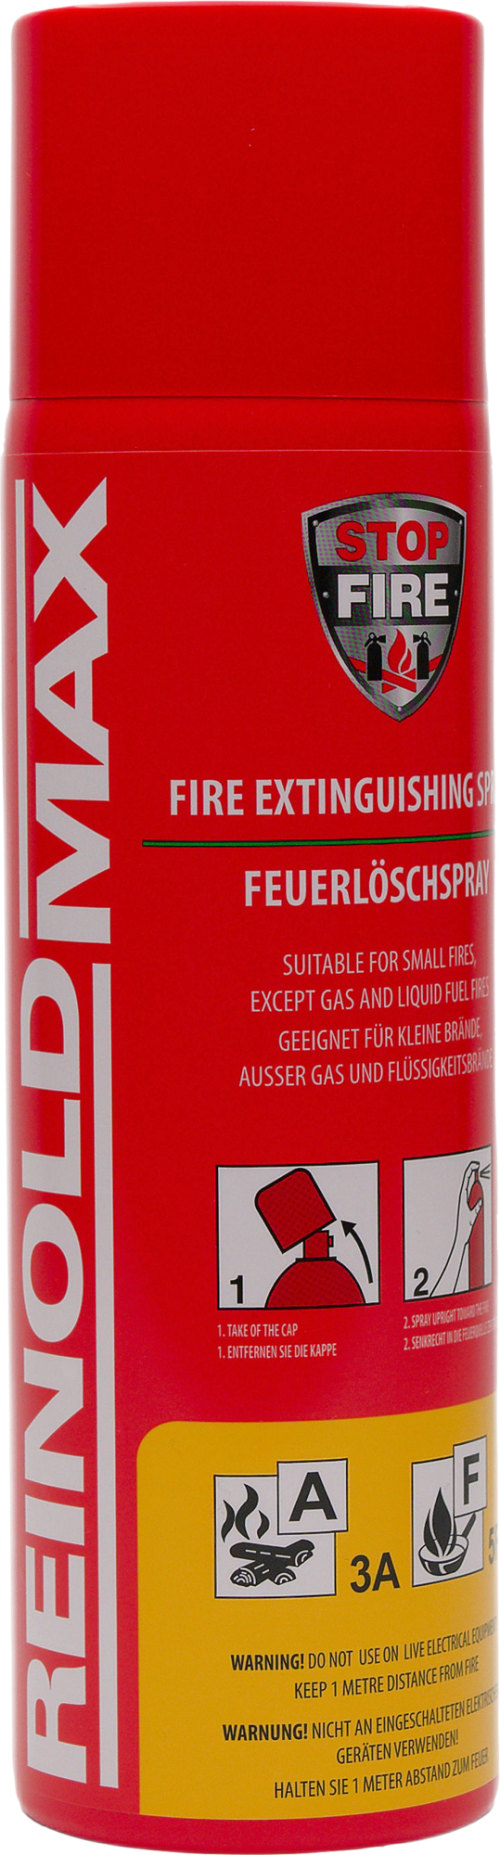 REINOLD MAX
STOP
FIRE
FIRE EXTINGUISHING
FEUERLÖSCHSPRAY
SUITABLE FOR SMALL FIRES,
EXCEPT GAS AND LIQUID FUEL FIRES
GEEIGNET FÜR KLEINE BRÄNDE,
AUSSER GAS UND FLÜSSIGKEITSBRÄNDE
1
2
1. TAKE OF THE CAP
1. ENTFERNEN SIE DIE KAPPE
2. SPRAY UPRIGHT TOWARD THE
2. SENKRECHT IN DIE
A
3A
F
WARNING! DO NOT USE ON LIVE ELECTRICAL
KEEP 1 METRE DISTANCE FROM FIRE
WARNUNG! NICHT AN EINGESCHALTETEN
GERÄTEN VERWENDEN!
HALTEN SIE 1 METER ABSTAND ZUM FEUER